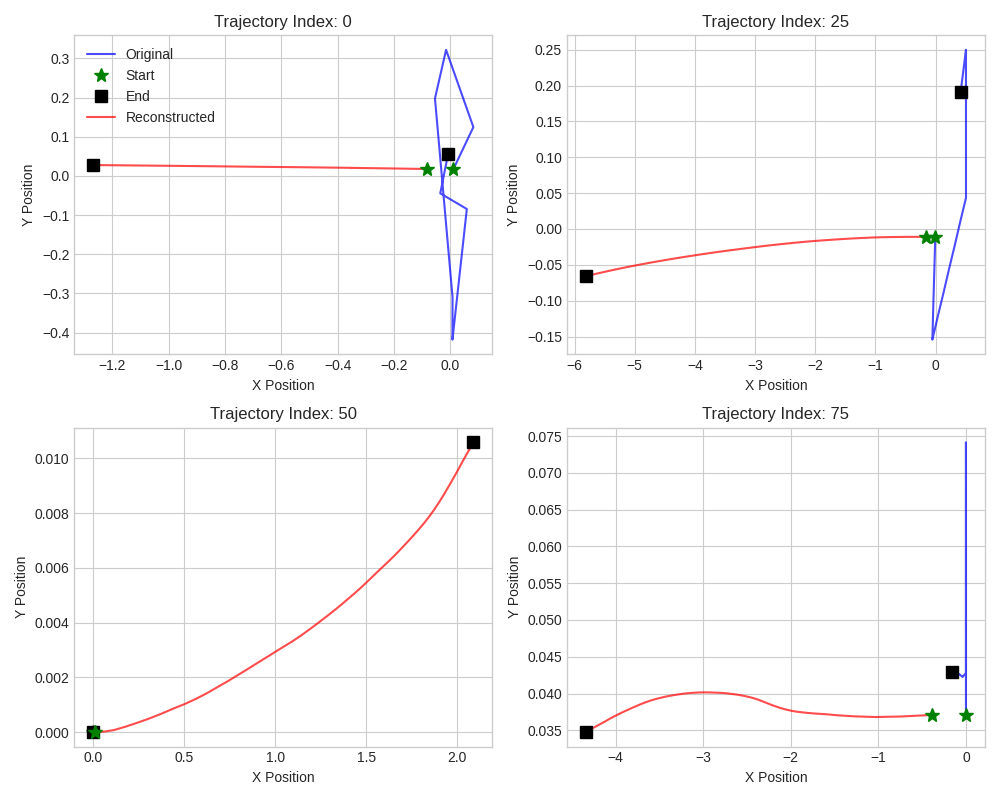 Trajectory Index: 0
Original
Start
End
Reconstructed
0.3
0.2
0.1
0.0
−0.1
−0.2
−0.3
−0.4
Y Position
−1.2 −1.0 −0.8 −0.6 −0.4 −0.2 0.0
X Position
Trajectory Index: 25
0.25
0.20
0.15
0.10
0.05
0.00
−0.05
−0.10
−0.15
Y Position
−6 −5 −4 −3 −2 −1 0
X Position
Trajectory Index: 50
0.010
0.008
0.006
0.004
0.002
0.000
Y Position
0.0 0.5 1.0 1.5 2.0
X Position
Trajectory Index: 75
0.075
0.070
0.065
0.060
0.055
0.050
0.045
0.040
0.035
Y Position
−4 −3 −2 −1 0
X Position